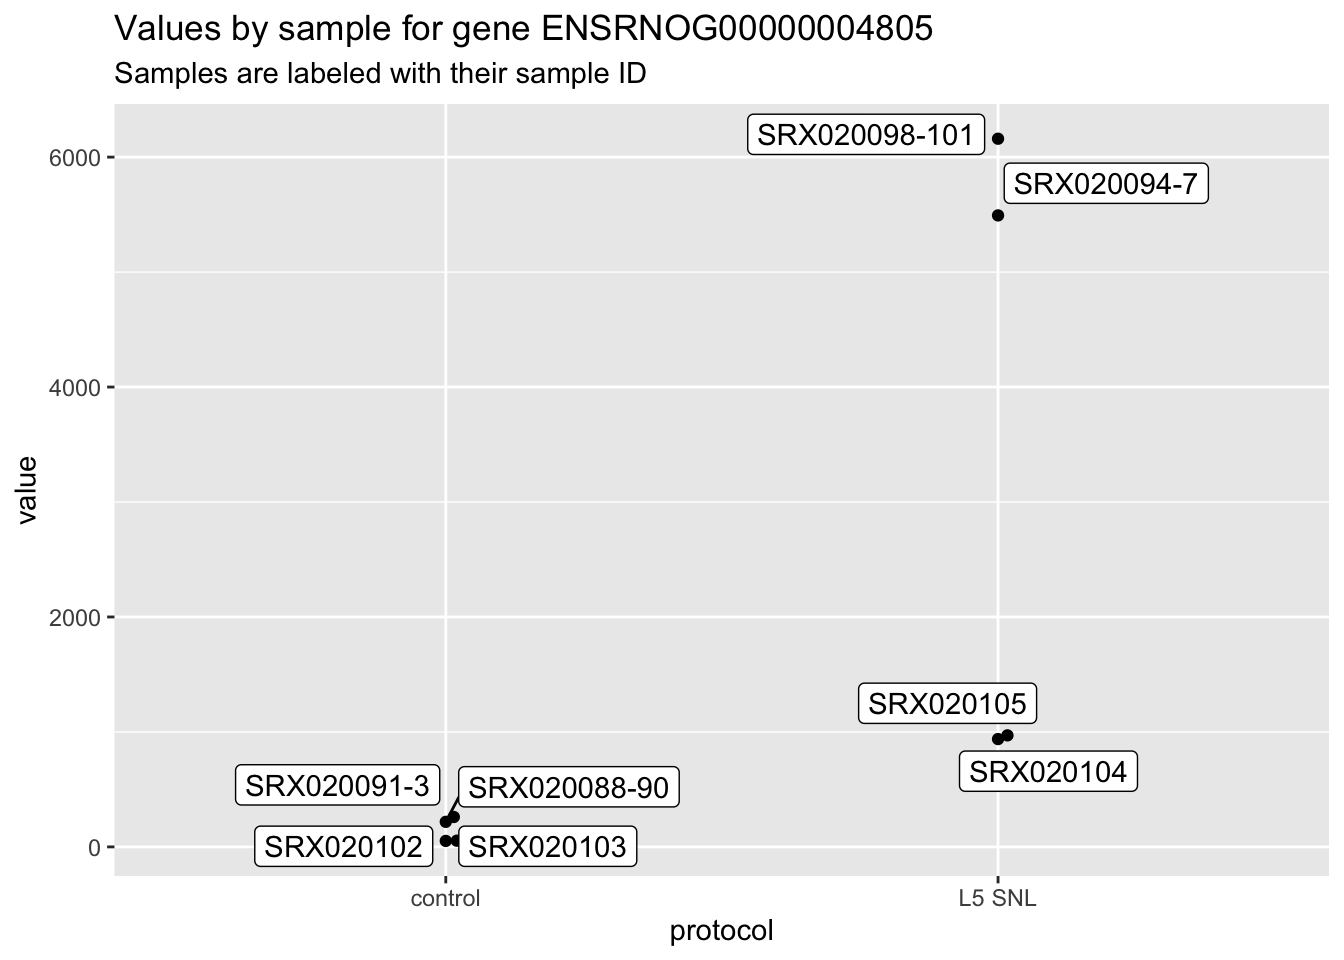 Values by sample for gene ENSRNOG00000004805
Samples are labeled with their sample ID
SRX020098-101
6000
SRX020094-7
4000
value
2000
SRX020105
SRX020104
SRX020091-3
SRX020088-90
0
SRX020102
SRX020103
control
L5 SNL
protocol